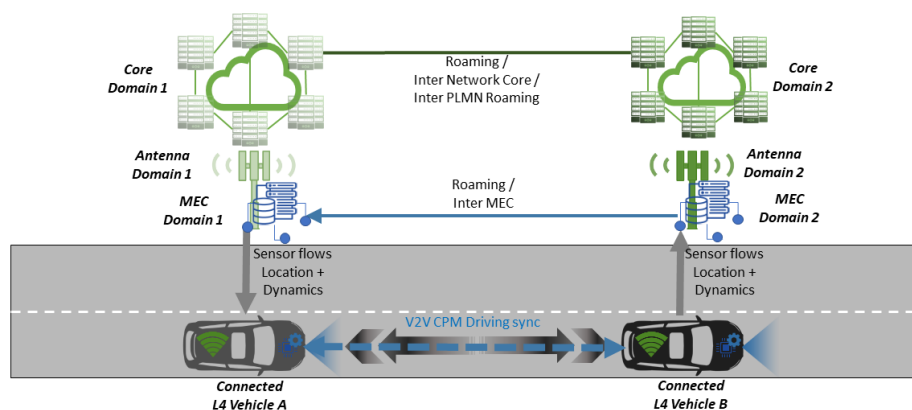 Core
Domain 1
Roaming /
Inter Network Core /
Inter PLMN Roaming
Core
Domain 2
Antenna
Domain 1
Antenna
Domain 2
MEC
Domain 1
Roaming /
Inter MEC
MEC
Domain 2
Sensor flows
Location +
Dynamics
Sensor flows
Location +
Dynamics
V2V CPM Driving sync
Connected
L4 Vehicle A
Connected
L4 Vehicle B